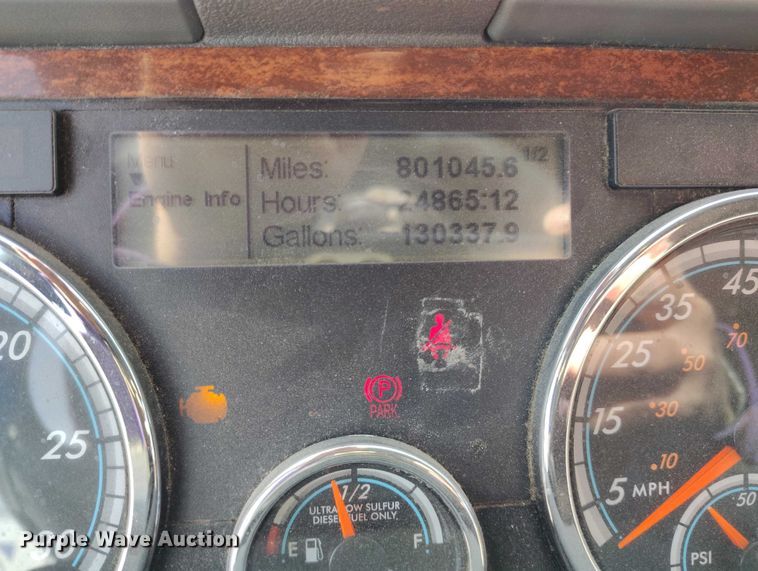 Menu
1/2
Miles: 801045.6
Engine Info
Hours: 24865:12
Gallons: 130337.9
20
25
30
PARK
P
1/2
ULTRA LOW SULFUR
DIESEL FUEL ONLY
E
F
45
35
25
15
5 MPH
70
50
30
10
50
PSI
Purple Wave Auction®